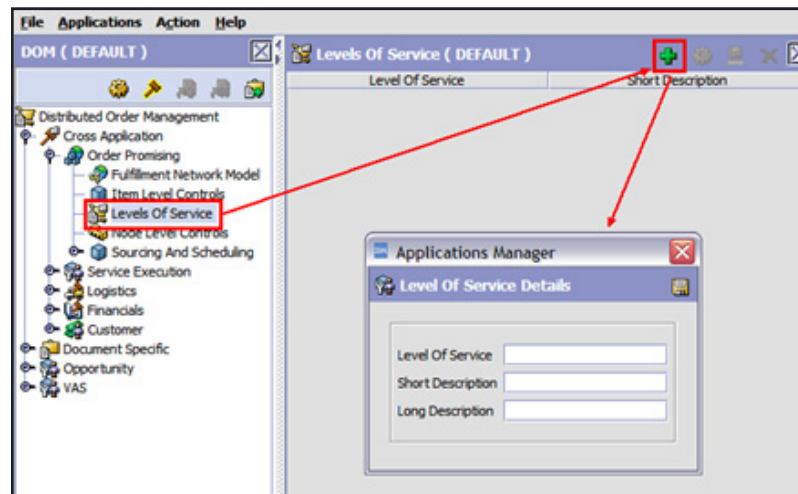 File Applications Action Help
DOM ( DEFAULT )
Distributed Order Management
Cross Application
Order Promising
Fulfillment Network Model
Item Level Controls
Levels Of Service
Node Level Controls
Sourcing And Scheduling
Service Execution
Logistics
Financials
Customer
Document Specific
Opportunity
VAS
Levels Of Service ( DEFAULT )
Level Of Service Short Description
Applications Manager
Level Of Service Details
Level Of Service
Short Description
Long Description